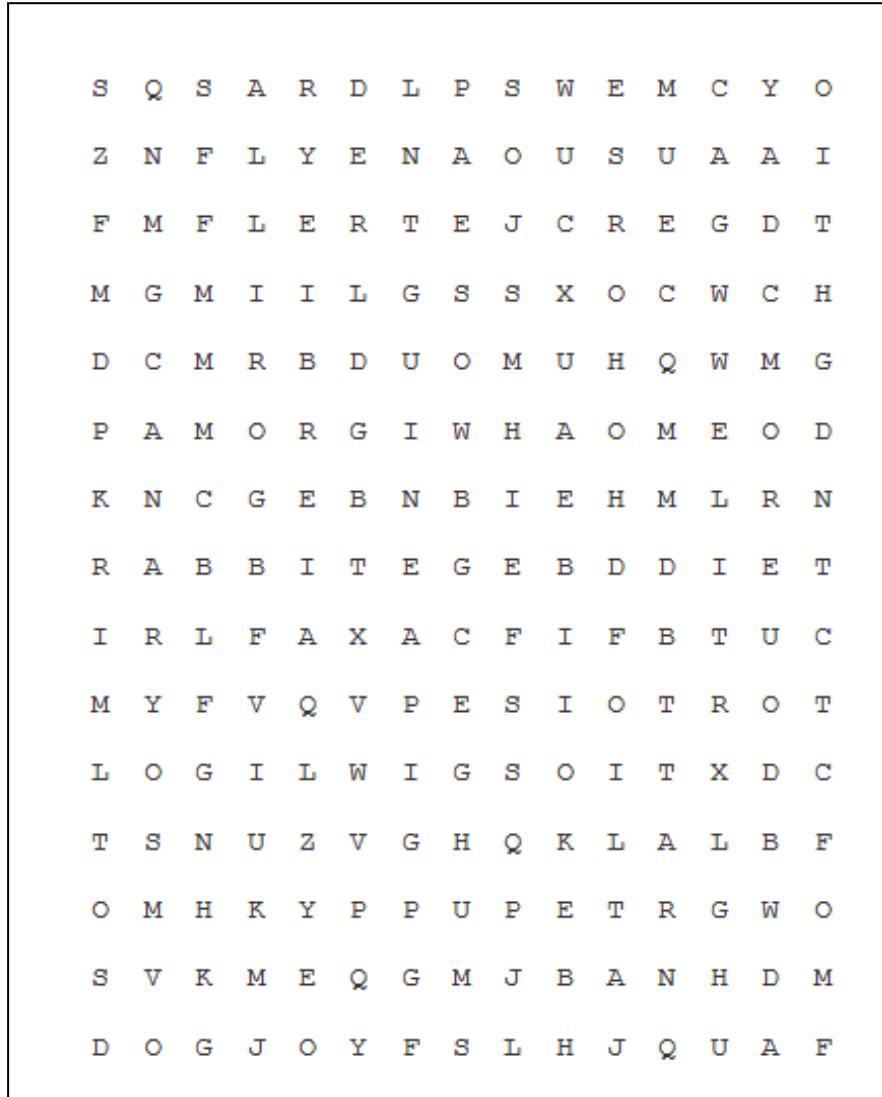 S Q S A R D L P S W E M C Y O
Z N F L Y E N A O U S U A A I
F M F L E R T E J C R E G D T
M G M I I L G S S X O C W C H
D C M R B D U O M U H Q W M G
P A M O R G I W H A O M E O D
K N C G E B N B I E H M L R N
R A B B I T E G E B D D I E T
I R L F A X A C F I F B T U C
M Y F V Q V P E S I O T R O T
L O G I L W I G S O I T X D C
T S N U Z V G H Q K L A L B F
O M H K Y P P U P E T R G W O
S V K M E Q G M J B A N H D M
D O G J O Y F S L H J Q U A F